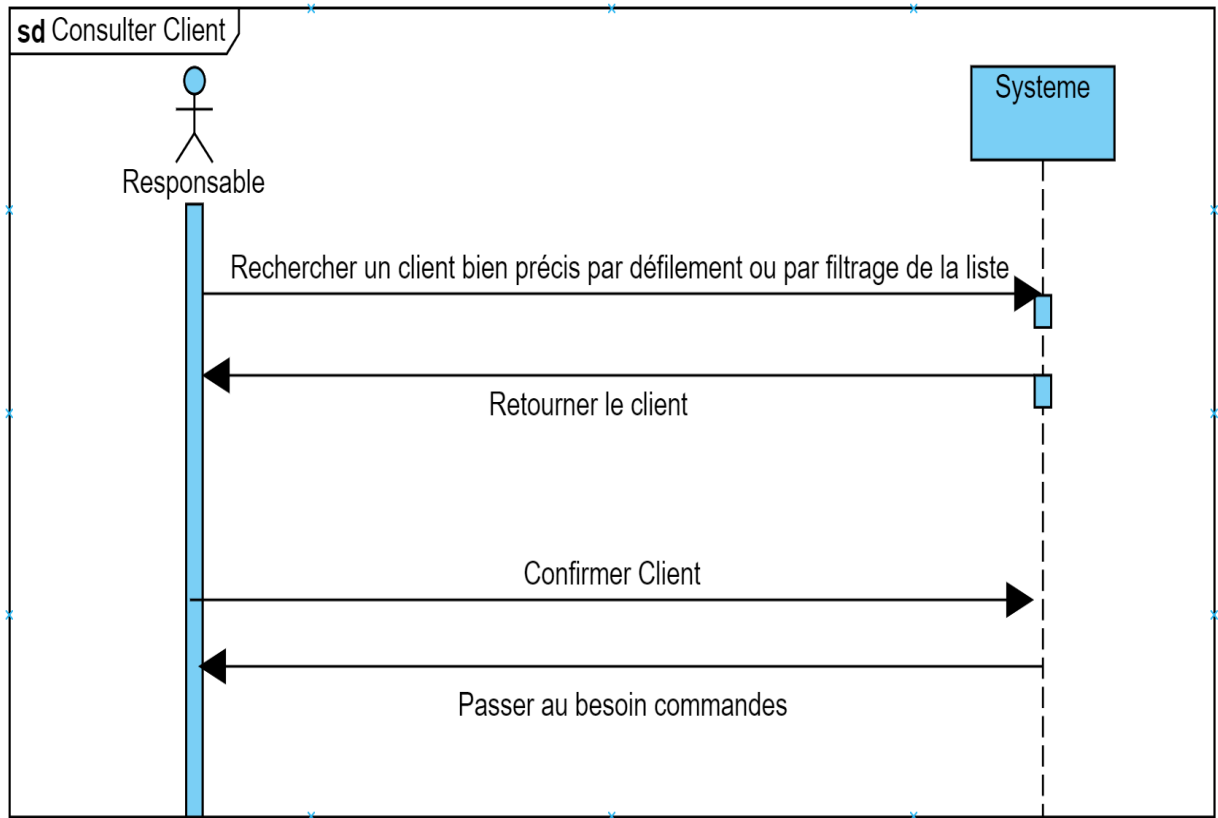 sd Consulter Client
Systeme
Responsable
Rechercher un client bien précis par défilement ou par filtrage de la liste
Retourner le client
Confirmer Client
Passer au besoin commandes